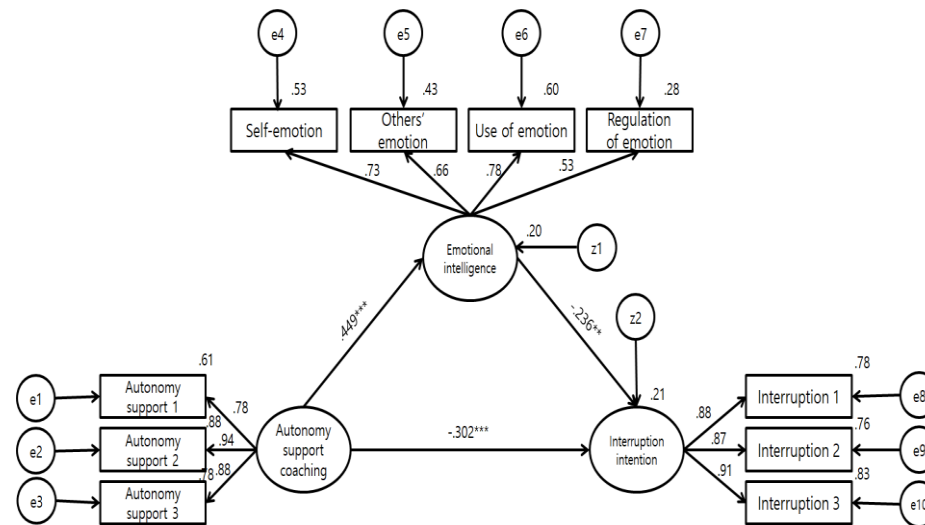 e4
e5
e6
e7
.53
.43
.60
.28
Self-emotion
Others'
emotion
Use of emotion
Regulation
of emotion
.73
.66
.78
.53
Emotional
intelligence
.20
z1
.449***
-.236**
z2
.61
.78
e1
Autonomy
support 1
.78
.88
.21
Interruption 1
e8
.88
.76
e2
Autonomy
support 2
.94
Autonomy
support
coaching
-.302***
Interruption
intention
.87
Interruption 2
e9
.78
.88
.91
.83
e3
Autonomy
support 3
Interruption 3
e10